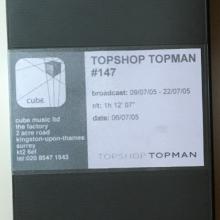 TOPSHOP TOPMAN
#147
broadcast: 09/07/05 - 22/07/05
r/t: 1h 12' 07"
date: 06/07/05
cube
cube music ltd
the factory
2 acre road
kingston-upon-thames
surrey
kt2 6ef
tel 020 8547 1543
TOPSHOP TOPMAN